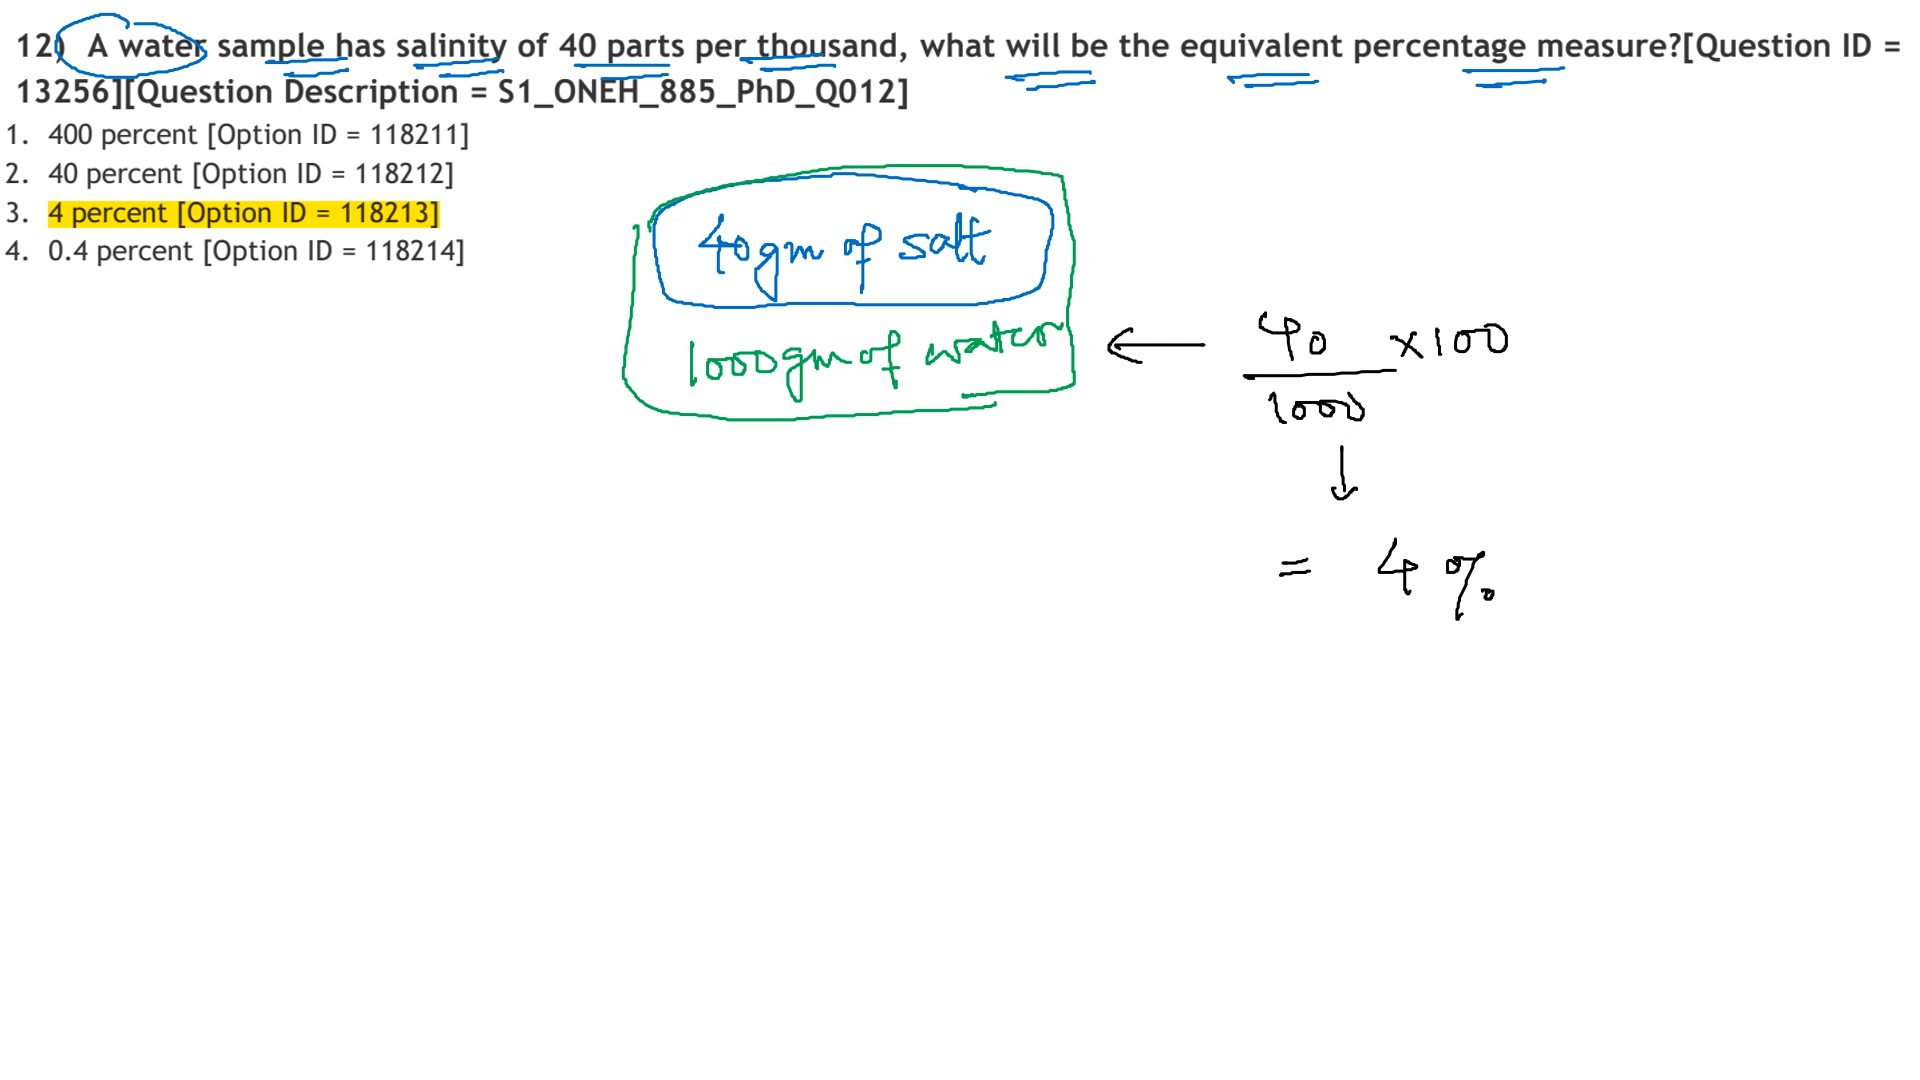 12) A water sample has salinity of 40 parts per thousand, what will be the equivalent percentage measure?[Question ID =
13256][Question Description = S1_ONEH_885_PhD_Q012]
1. 400 percent [Option ID = 118211]
2. 40 percent [Option ID = 118212]
3. 4 percent [Option ID = 118213]
4. 0.4 percent [Option ID = 118214]
40gm of salt
1000gm of water ← 40/1000 ×100
↓
= 4 %